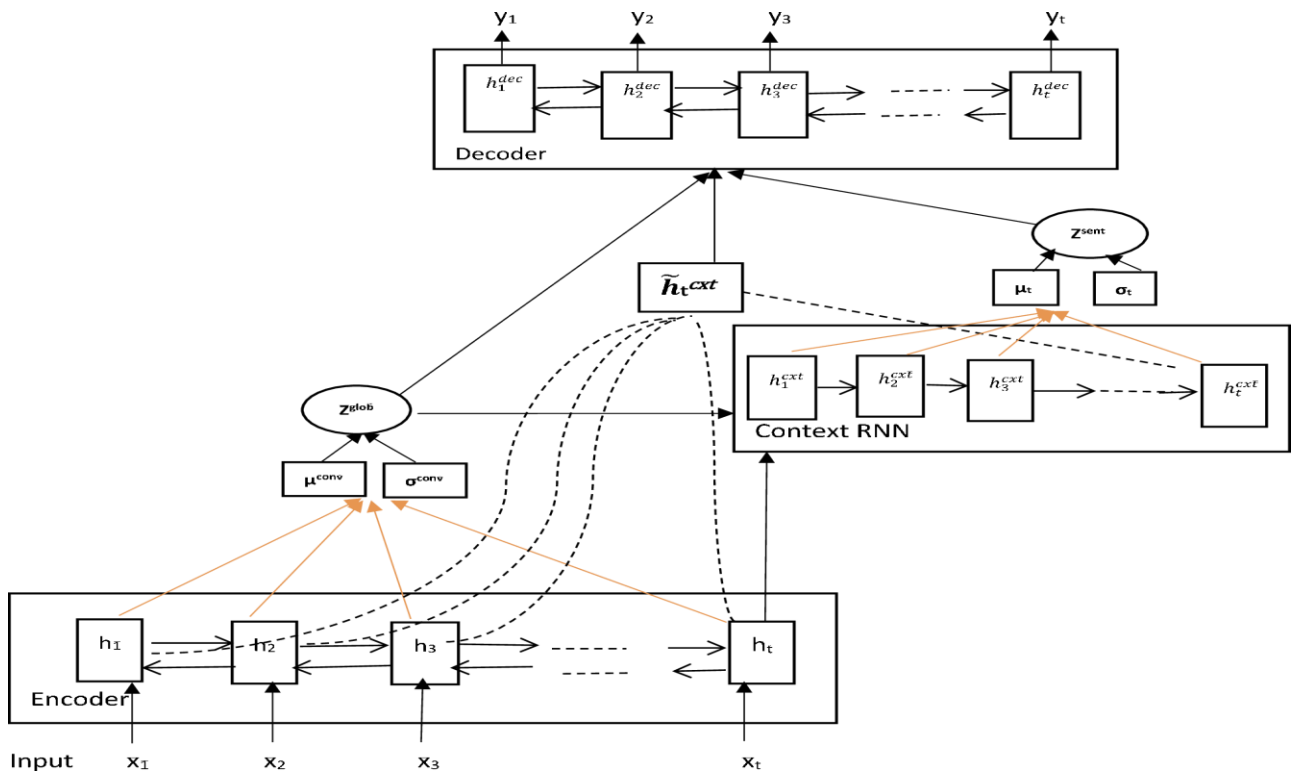 y₁ y₂ y₃ yₜ
h₁ᵈᵉᶜ h₂ᵈᵉᶜ h₃ᵈᵉᶜ hₜᵈᵉᶜ
Decoder
Zˢᵉⁿᵗ
h̃ₜᶜˣᵗ
μₜ σₜ
h₁ᶜˣᵗ h₂ᶜˣᵗ h₃ᶜˣᵗ hₜᶜˣᵗ
Context RNN
Zᵍˡᵒᵇ
μᶜᵒⁿᵛ σᶜᵒⁿᵛ
h₁ h₂ h₃ hₜ
Encoder
Input x₁ x₂ x₃ xₜ